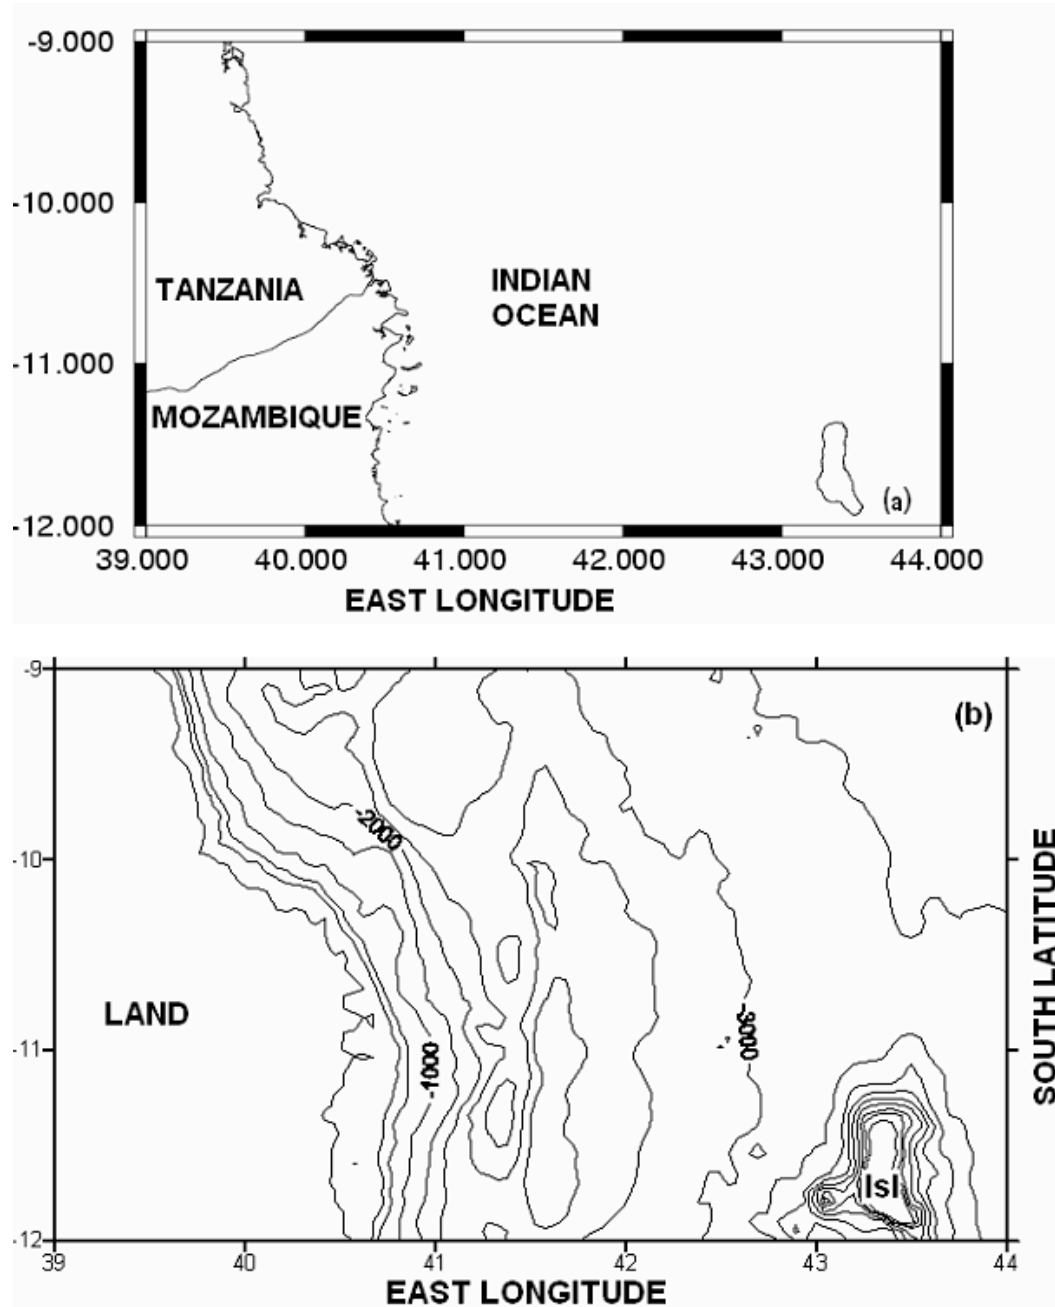 -9.000
-10.000
TANZANIA
INDIAN
OCEAN
-11.000
MOZAMBIQUE
(a)
-12.000
39.000 40.000 41.000 42.000 43.000 44.000
EAST LONGITUDE
-9
(b)
-2000
-10
SOUTH LATITUDE
LAND
-3000
-11
-1000
Isl
-12
39 40 41 42 43 44
EAST LONGITUDE